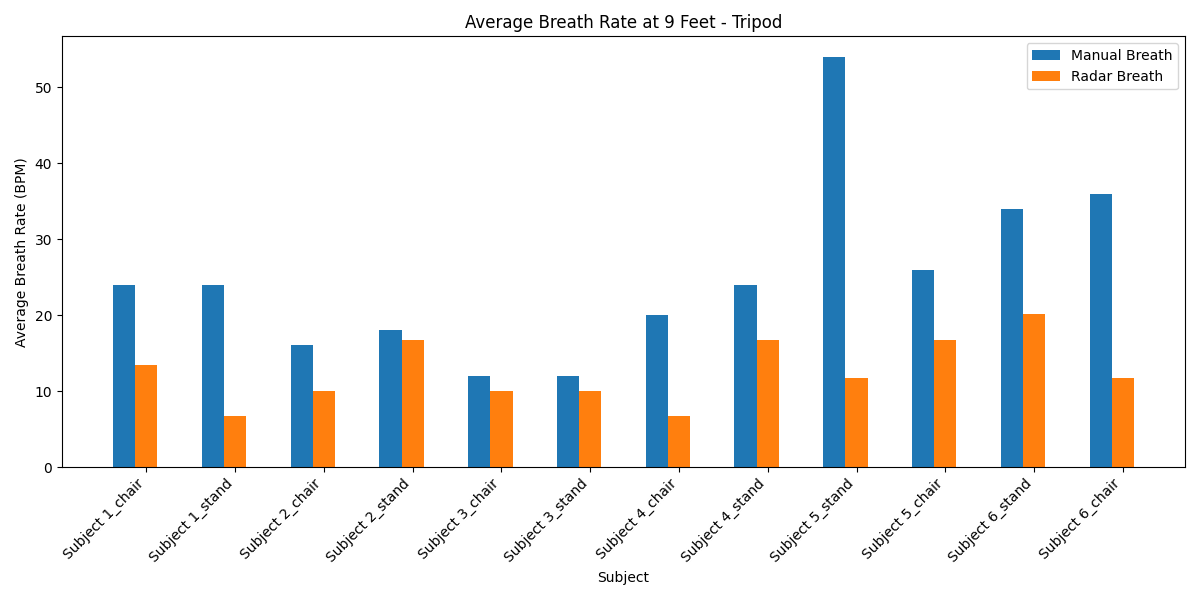 Average Breath Rate at 9 Feet - Tripod
Manual Breath
Radar Breath
Average Breath Rate (BPM)
50
40
30
20
10
0
Subject 1_chair
Subject 1_stand
Subject 2_chair
Subject 2_stand
Subject 3_chair
Subject 3_stand
Subject 4_chair
Subject 4_stand
Subject 5_stand
Subject 5_chair
Subject 6_stand
Subject 6_chair
Subject